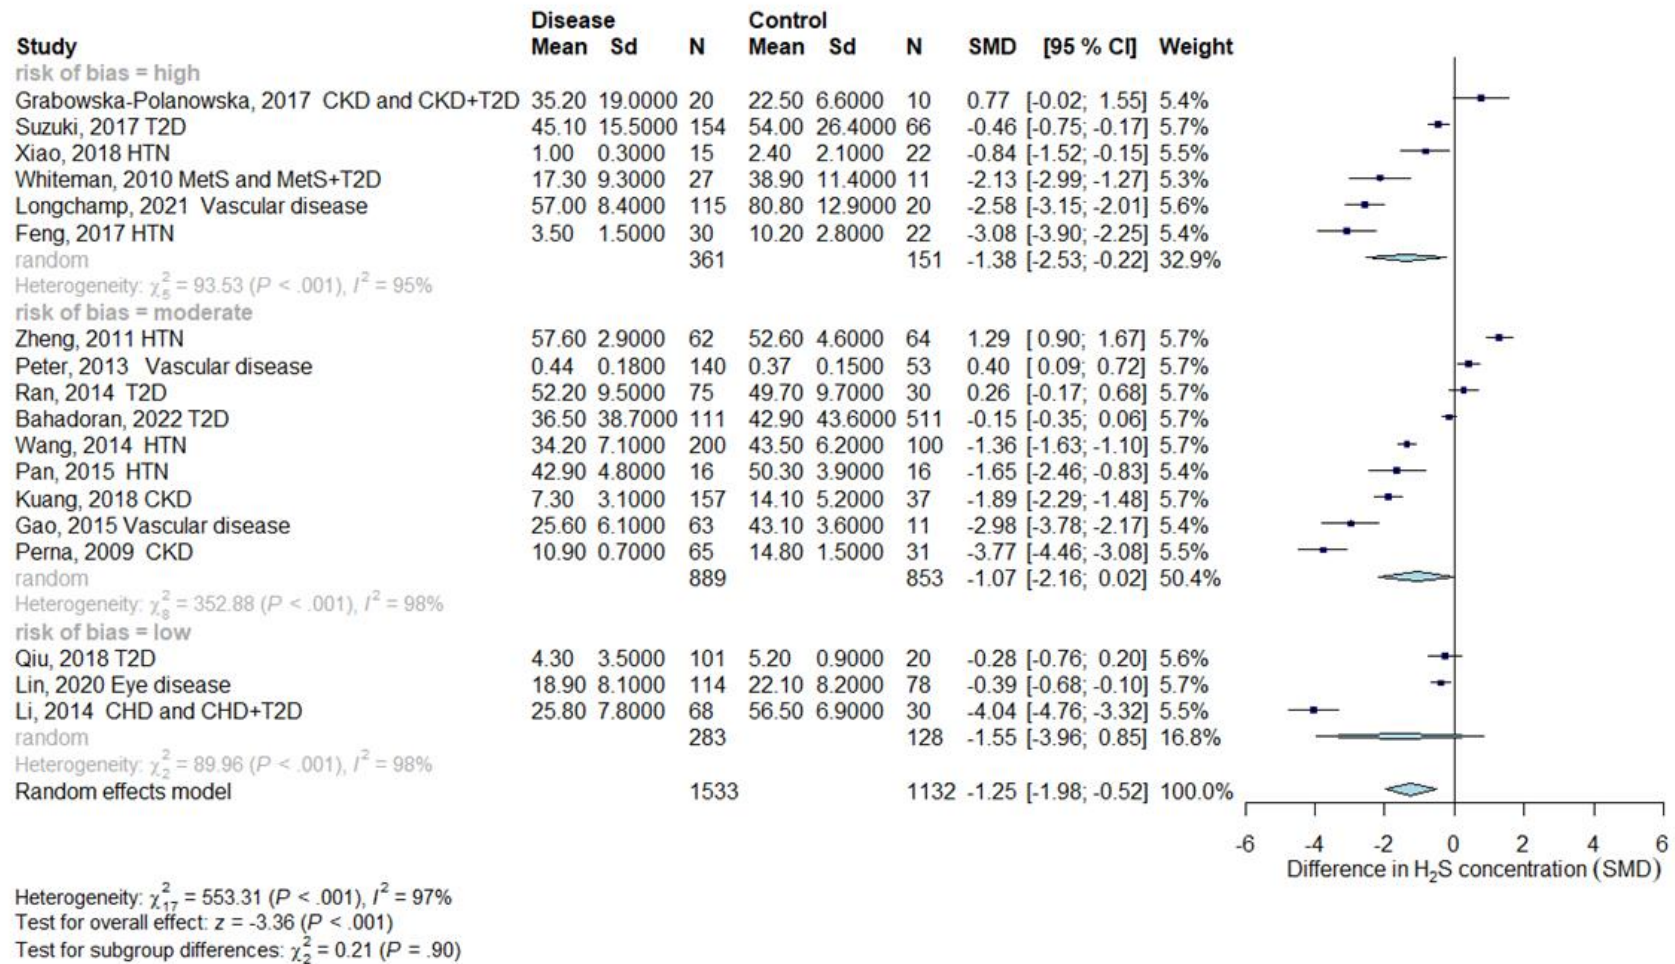 Disease Control
Study Mean Sd N Mean Sd N SMD [95 % CI] Weight
risk of bias = high
Grabowska-Polanowska, 2017 CKD and CKD+T2D 35.20 19.0000 20 22.50 6.6000 10 0.77 [-0.02; 1.55] 5.4%
Suzuki, 2017 T2D 45.10 15.5000 154 54.00 26.4000 66 -0.46 [-0.75; -0.17] 5.7%
Xiao, 2018 HTN 1.00 0.3000 15 2.40 2.1000 22 -0.84 [-1.52; -0.15] 5.5%
Whiteman, 2010 MetS and MetS+T2D 17.30 9.3000 27 38.90 11.4000 11 -2.13 [-2.99; -1.27] 5.3%
Longchamp, 2021 Vascular disease 57.00 8.4000 115 80.80 12.9000 20 -2.58 [-3.15; -2.01] 5.6%
Feng, 2017 HTN 3.50 1.5000 30 10.20 2.8000 22 -3.08 [-3.90; -2.25] 5.4%
random 361 151 -1.38 [-2.53; -0.22] 32.9%
Heterogeneity: χ²₅ = 93.53 (P < .001), I² = 95%
risk of bias = moderate
Zheng, 2011 HTN 57.60 2.9000 62 52.60 4.6000 64 1.29 [ 0.90; 1.67] 5.7%
Peter, 2013 Vascular disease 0.44 0.1800 140 0.37 0.1500 53 0.40 [ 0.09; 0.72] 5.7%
Ran, 2014 T2D 52.20 9.5000 75 49.70 9.7000 30 0.26 [-0.17; 0.68] 5.7%
Bahadoran, 2022 T2D 36.50 38.7000 111 42.90 43.6000 511 -0.15 [-0.35; 0.06] 5.7%
Wang, 2014 HTN 34.20 7.1000 200 43.50 6.2000 100 -1.36 [-1.63; -1.10] 5.7%
Pan, 2015 HTN 42.90 4.8000 16 50.30 3.9000 16 -1.65 [-2.46; -0.83] 5.4%
Kuang, 2018 CKD 7.30 3.1000 157 14.10 5.2000 37 -1.89 [-2.29; -1.48] 5.7%
Gao, 2015 Vascular disease 25.60 6.1000 63 43.10 3.6000 11 -2.98 [-3.78; -2.17] 5.4%
Perna, 2009 CKD 10.90 0.7000 65 14.80 1.5000 31 -3.77 [-4.46; -3.08] 5.5%
random 889 853 -1.07 [-2.16; 0.02] 50.4%
Heterogeneity: χ²₈ = 352.88 (P < .001), I² = 98%
risk of bias = low
Qiu, 2018 T2D 4.30 3.5000 101 5.20 0.9000 20 -0.28 [-0.76; 0.20] 5.6%
Lin, 2020 Eye disease 18.90 8.1000 114 22.10 8.2000 78 -0.39 [-0.68; -0.10] 5.7%
Li, 2014 CHD and CHD+T2D 25.80 7.8000 68 56.50 6.9000 30 -4.04 [-4.76; -3.32] 5.5%
random 283 128 -1.55 [-3.96; 0.85] 16.8%
Heterogeneity: χ²₂ = 89.96 (P < .001), I² = 98%
Random effects model 1533 1132 -1.25 [-1.98; -0.52] 100.0%
-6 -4 -2 0 2 4 6
Difference in H₂S concentration (SMD)
Heterogeneity: χ²₁₇ = 553.31 (P < .001), I² = 97%
Test for overall effect: z = -3.36 (P < .001)
Test for subgroup differences: χ²₂ = 0.21 (P = .90)